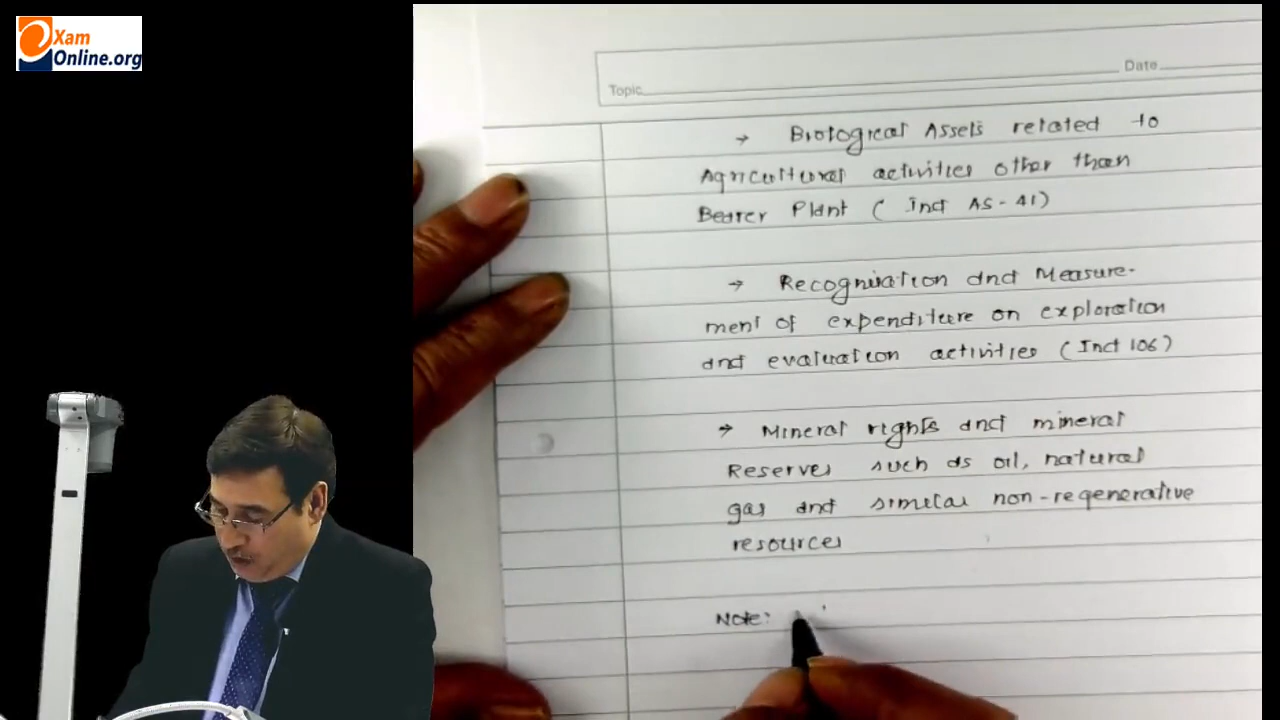 Xam
Online.org
Topic
Date
→ Biological Assets related to
Agricultural activities other than
Bearer Plant ( Ind AS-41)
→ Recognisation and Measure-
ment of expenditure on exploration
and evaluation activities (Ind 106)
→ Mineral rights and mineral
Reserves such as oil, natural
gas and similar non-regenerative
resources
Note: